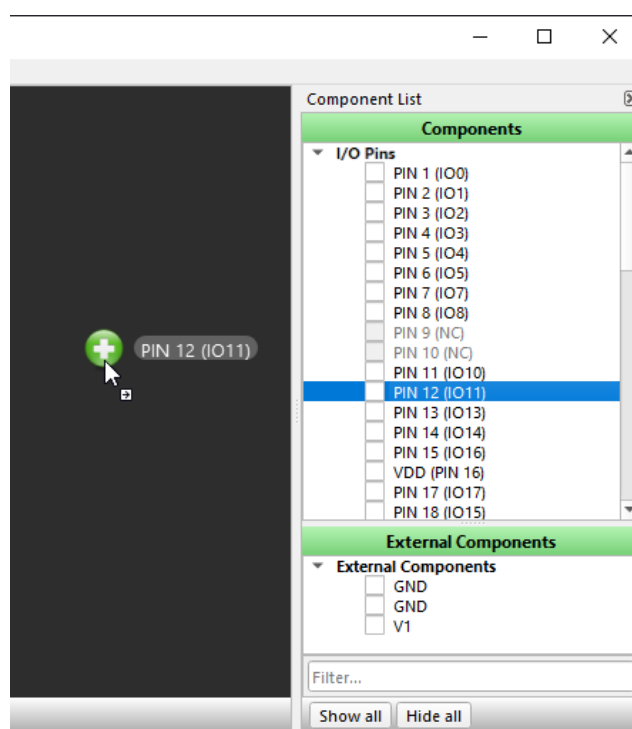 Component List
Components
I/O Pins
PIN 1 (IO0)
PIN 2 (IO1)
PIN 3 (IO2)
PIN 4 (IO3)
PIN 5 (IO4)
PIN 6 (IO5)
PIN 7 (IO7)
PIN 8 (IO8)
PIN 9 (NC)
PIN 10 (NC)
PIN 11 (IO10)
PIN 12 (IO11)
PIN 12 (IO11)
PIN 13 (IO13)
PIN 14 (IO14)
PIN 15 (IO16)
VDD (PIN 16)
PIN 17 (IO17)
PIN 18 (IO15)
External Components
External Components
GND
GND
V1
Filter...
Show all Hide all